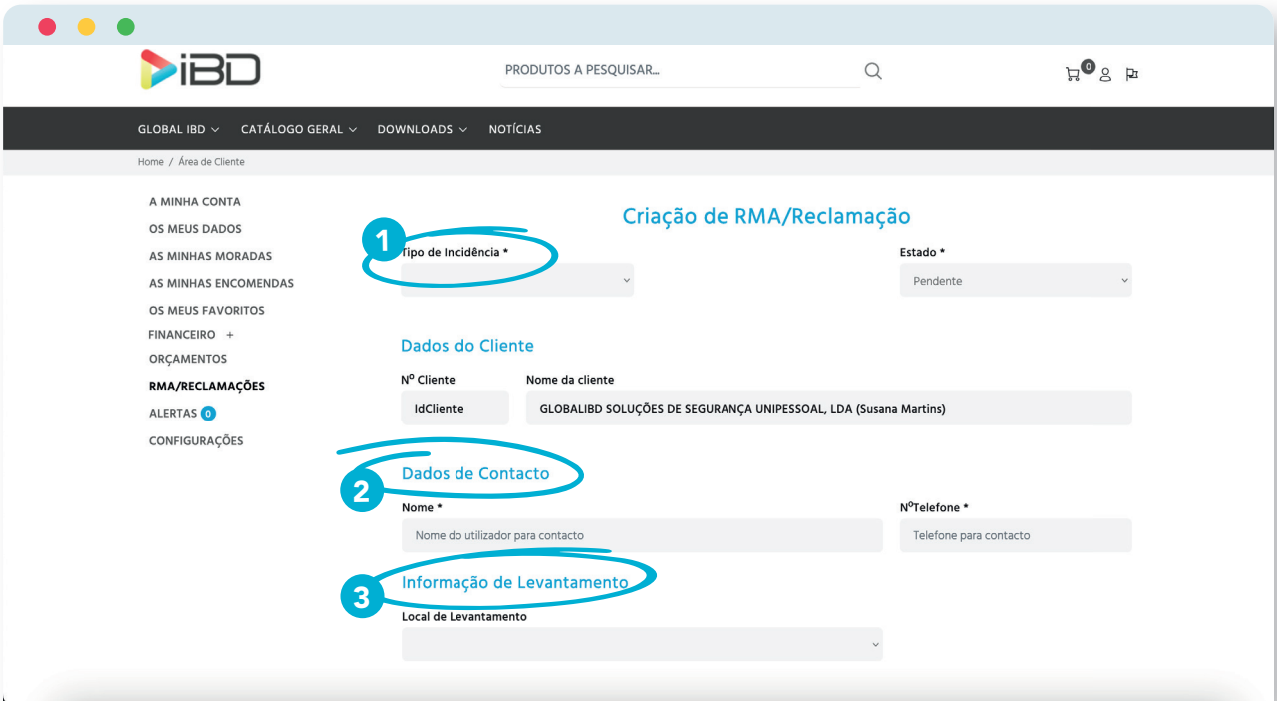 iBD
PRODUTOS A PESQUISAR...
0
GLOBAL IBD CATÁLOGO GERAL DOWNLOADS NOTÍCIAS
Home / Área de Cliente
A MINHA CONTA
OS MEUS DADOS
AS MINHAS MORADAS
AS MINHAS ENCOMENDAS
OS MEUS FAVORITOS
FINANCEIRO +
ORÇAMENTOS
RMA/RECLAMAÇÕES
ALERTAS 0
CONFIGURAÇÕES
Criação de RMA/Reclamação
1
Tipo de Incidência * Estado *
Pendente
Dados do Cliente
Nº Cliente Nome da cliente
IdCliente GLOBALIBD SOLUÇÕES DE SEGURANÇA UNIPESSOAL, LDA (Susana Martins)
2 Dados de Contacto
Nome * NºTelefone *
Nome do utilizador para contacto Telefone para contacto
3 Informação de Levantamento
Local de Levantamento